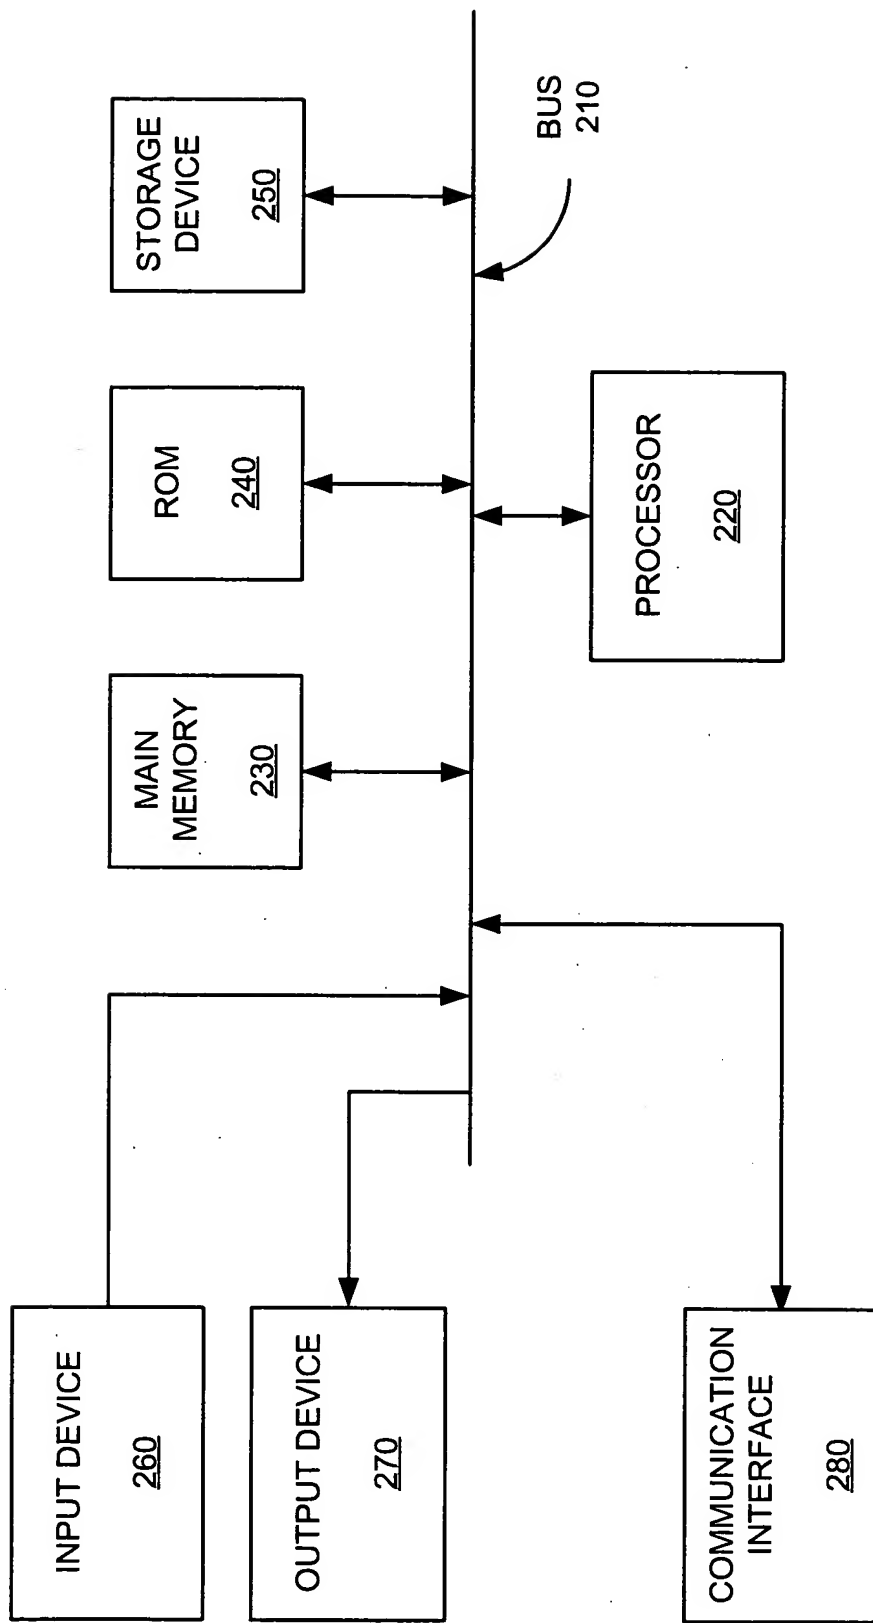 INPUT DEVICE
260
OUTPUT DEVICE
270
COMMUNICATION
INTERFACE
280
MAIN
MEMORY
230
ROM
240
STORAGE
DEVICE
250
PROCESSOR
220
BUS
210